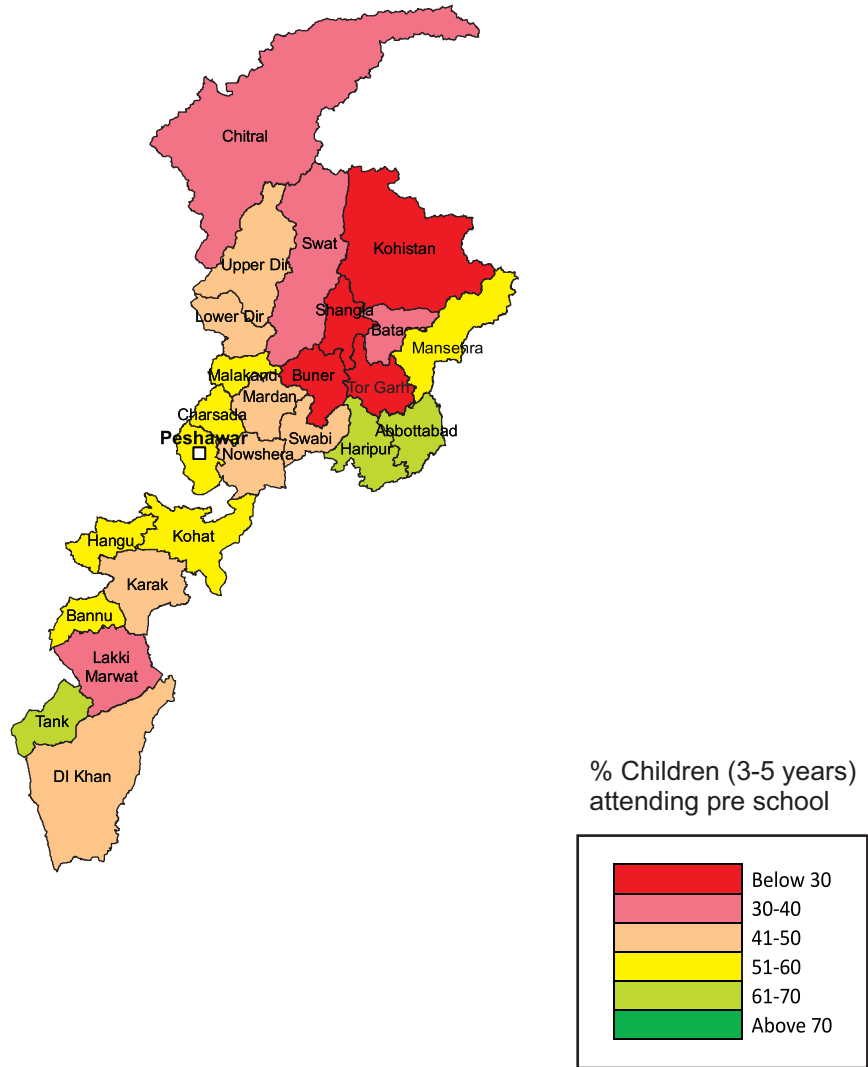 Chitral
Swat
Kohistan
Upper Dir
Shangla
Lower Dir
Mansehra
Malakand
Buner
Tor Garh
Mardan
Charsada
Abbottabad
Peshawar
Swabi
Haripur
Nowshera
Kohat
Hangu
Karak
Bannu
Lakki
Marwat
Tank
DI Khan
% Children (3-5 years)
attending pre school
Below 30
30-40
41-50
51-60
61-70
Above 70